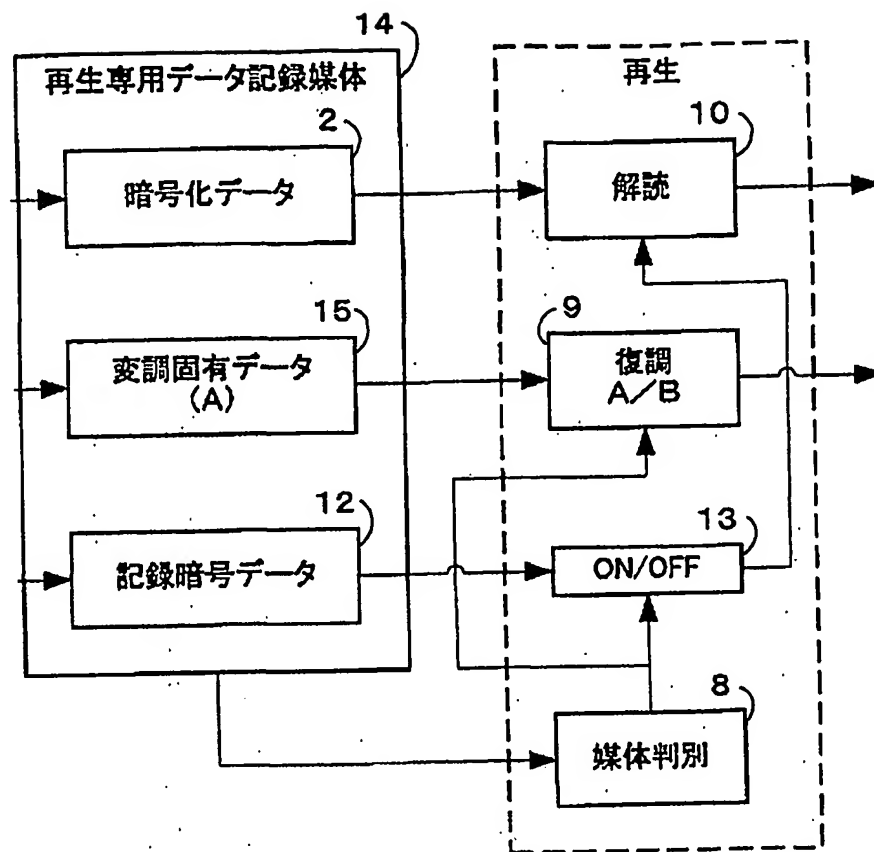 14
再生専用データ記録媒体
再生
2
10
暗号化データ
解読
15
9
変調固有データ
(A)
復調
A/B
12
13
記録暗号データ
ON/OFF
8
媒体判別